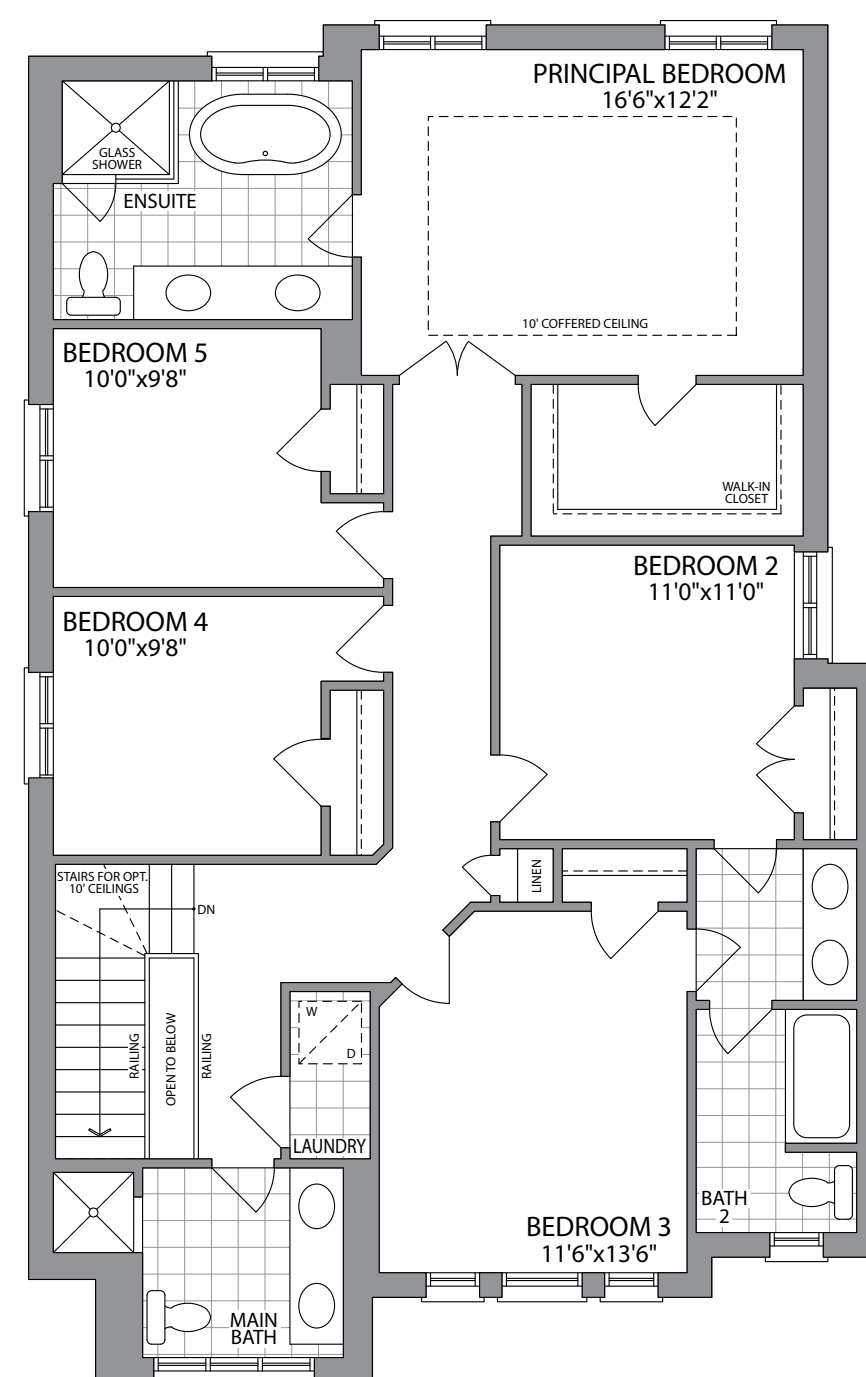 PRINCIPAL BEDROOM
16'6"x12'2"
GLASS
SHOWER
ENSUITE
10' COFFERED CEILING
BEDROOM 5
10'0"x9'8"
WALK-IN
CLOSET
BEDROOM 2
11'0"x11'0"
BEDROOM 4
10'0"x9'8"
LINEN
STAIRS FOR OPT.
10' CEILINGS
DN
RAILING
OPEN TO BELOW
RAILING
W
D
LAUNDRY
BATH
2
BEDROOM 3
11'6"x13'6"
MAIN
BATH